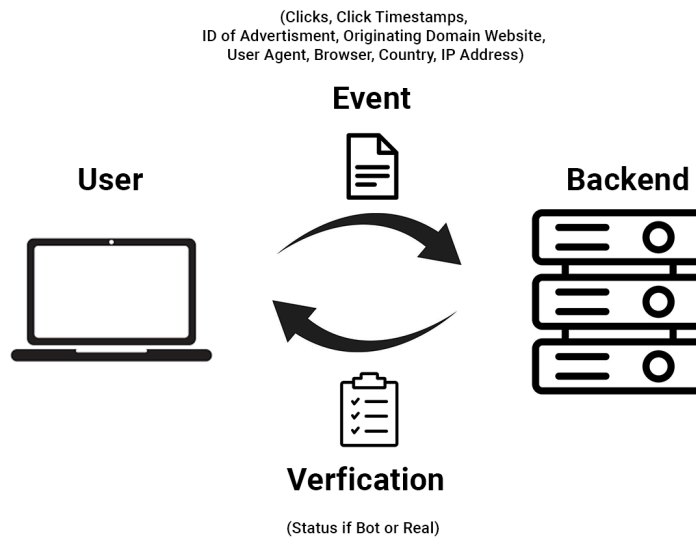 (Clicks, Click Timestamps,
ID of Advertisment, Originating Domain Website,
User Agent, Browser, Country, IP Address)
Event
User
Backend
Verfication
(Status if Bot or Real)